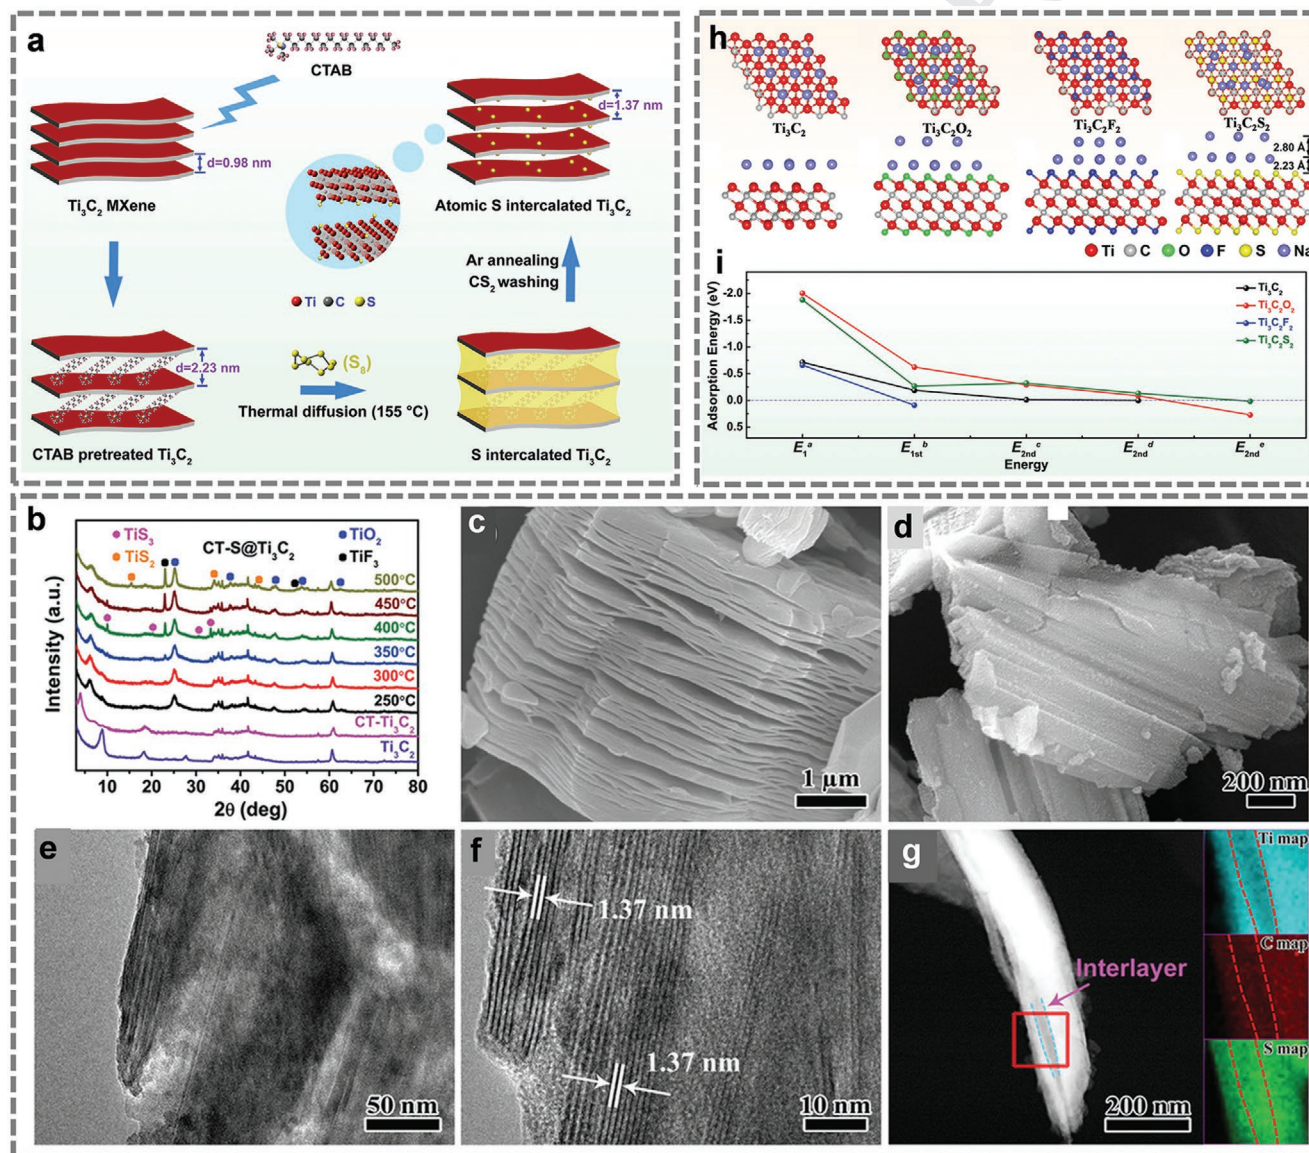 a
CTAB
d=0.98 nm
d=1.37 nm
Ti₃C₂ MXene
Atomic S intercalated Ti₃C₂
Ar annealing
CS₂ washing
Ti C S
d=2.23 nm
(S₈)
Thermal diffusion (155 °C)
CTAB pretreated Ti₃C₂
S intercalated Ti₃C₂
h
Ti₃C₂
Ti₃C₂O₂
Ti₃C₂F₂
Ti₃C₂S₂
2.80 Å
2.23 Å
Ti C O F S Na
i
Adsorption Energy (eV)
-2.0
-1.5
-1.0
-0.5
0.0
0.5
Ti₃C₂
Ti₃C₂O₂
Ti₃C₂F₂
Ti₃C₂S₂
E₁ᵃ E₁stᵇ E₂ndᶜ E₂ndᵈ E₂ndᵉ
Energy
b
TiS₃
TiS₂
CT-S@Ti₃C₂
TiO₂
TiF₃
500°C
450°C
400°C
350°C
300°C
250°C
CT-Ti₃C₂
Ti₃C₂
Intensity (a.u.)
10 20 30 40 50 60 70 80
2θ (deg)
c
1 µm
d
200 nm
e
50 nm
f
1.37 nm
1.37 nm
10 nm
g
Interlayer
200 nm
Ti map
C map
S map